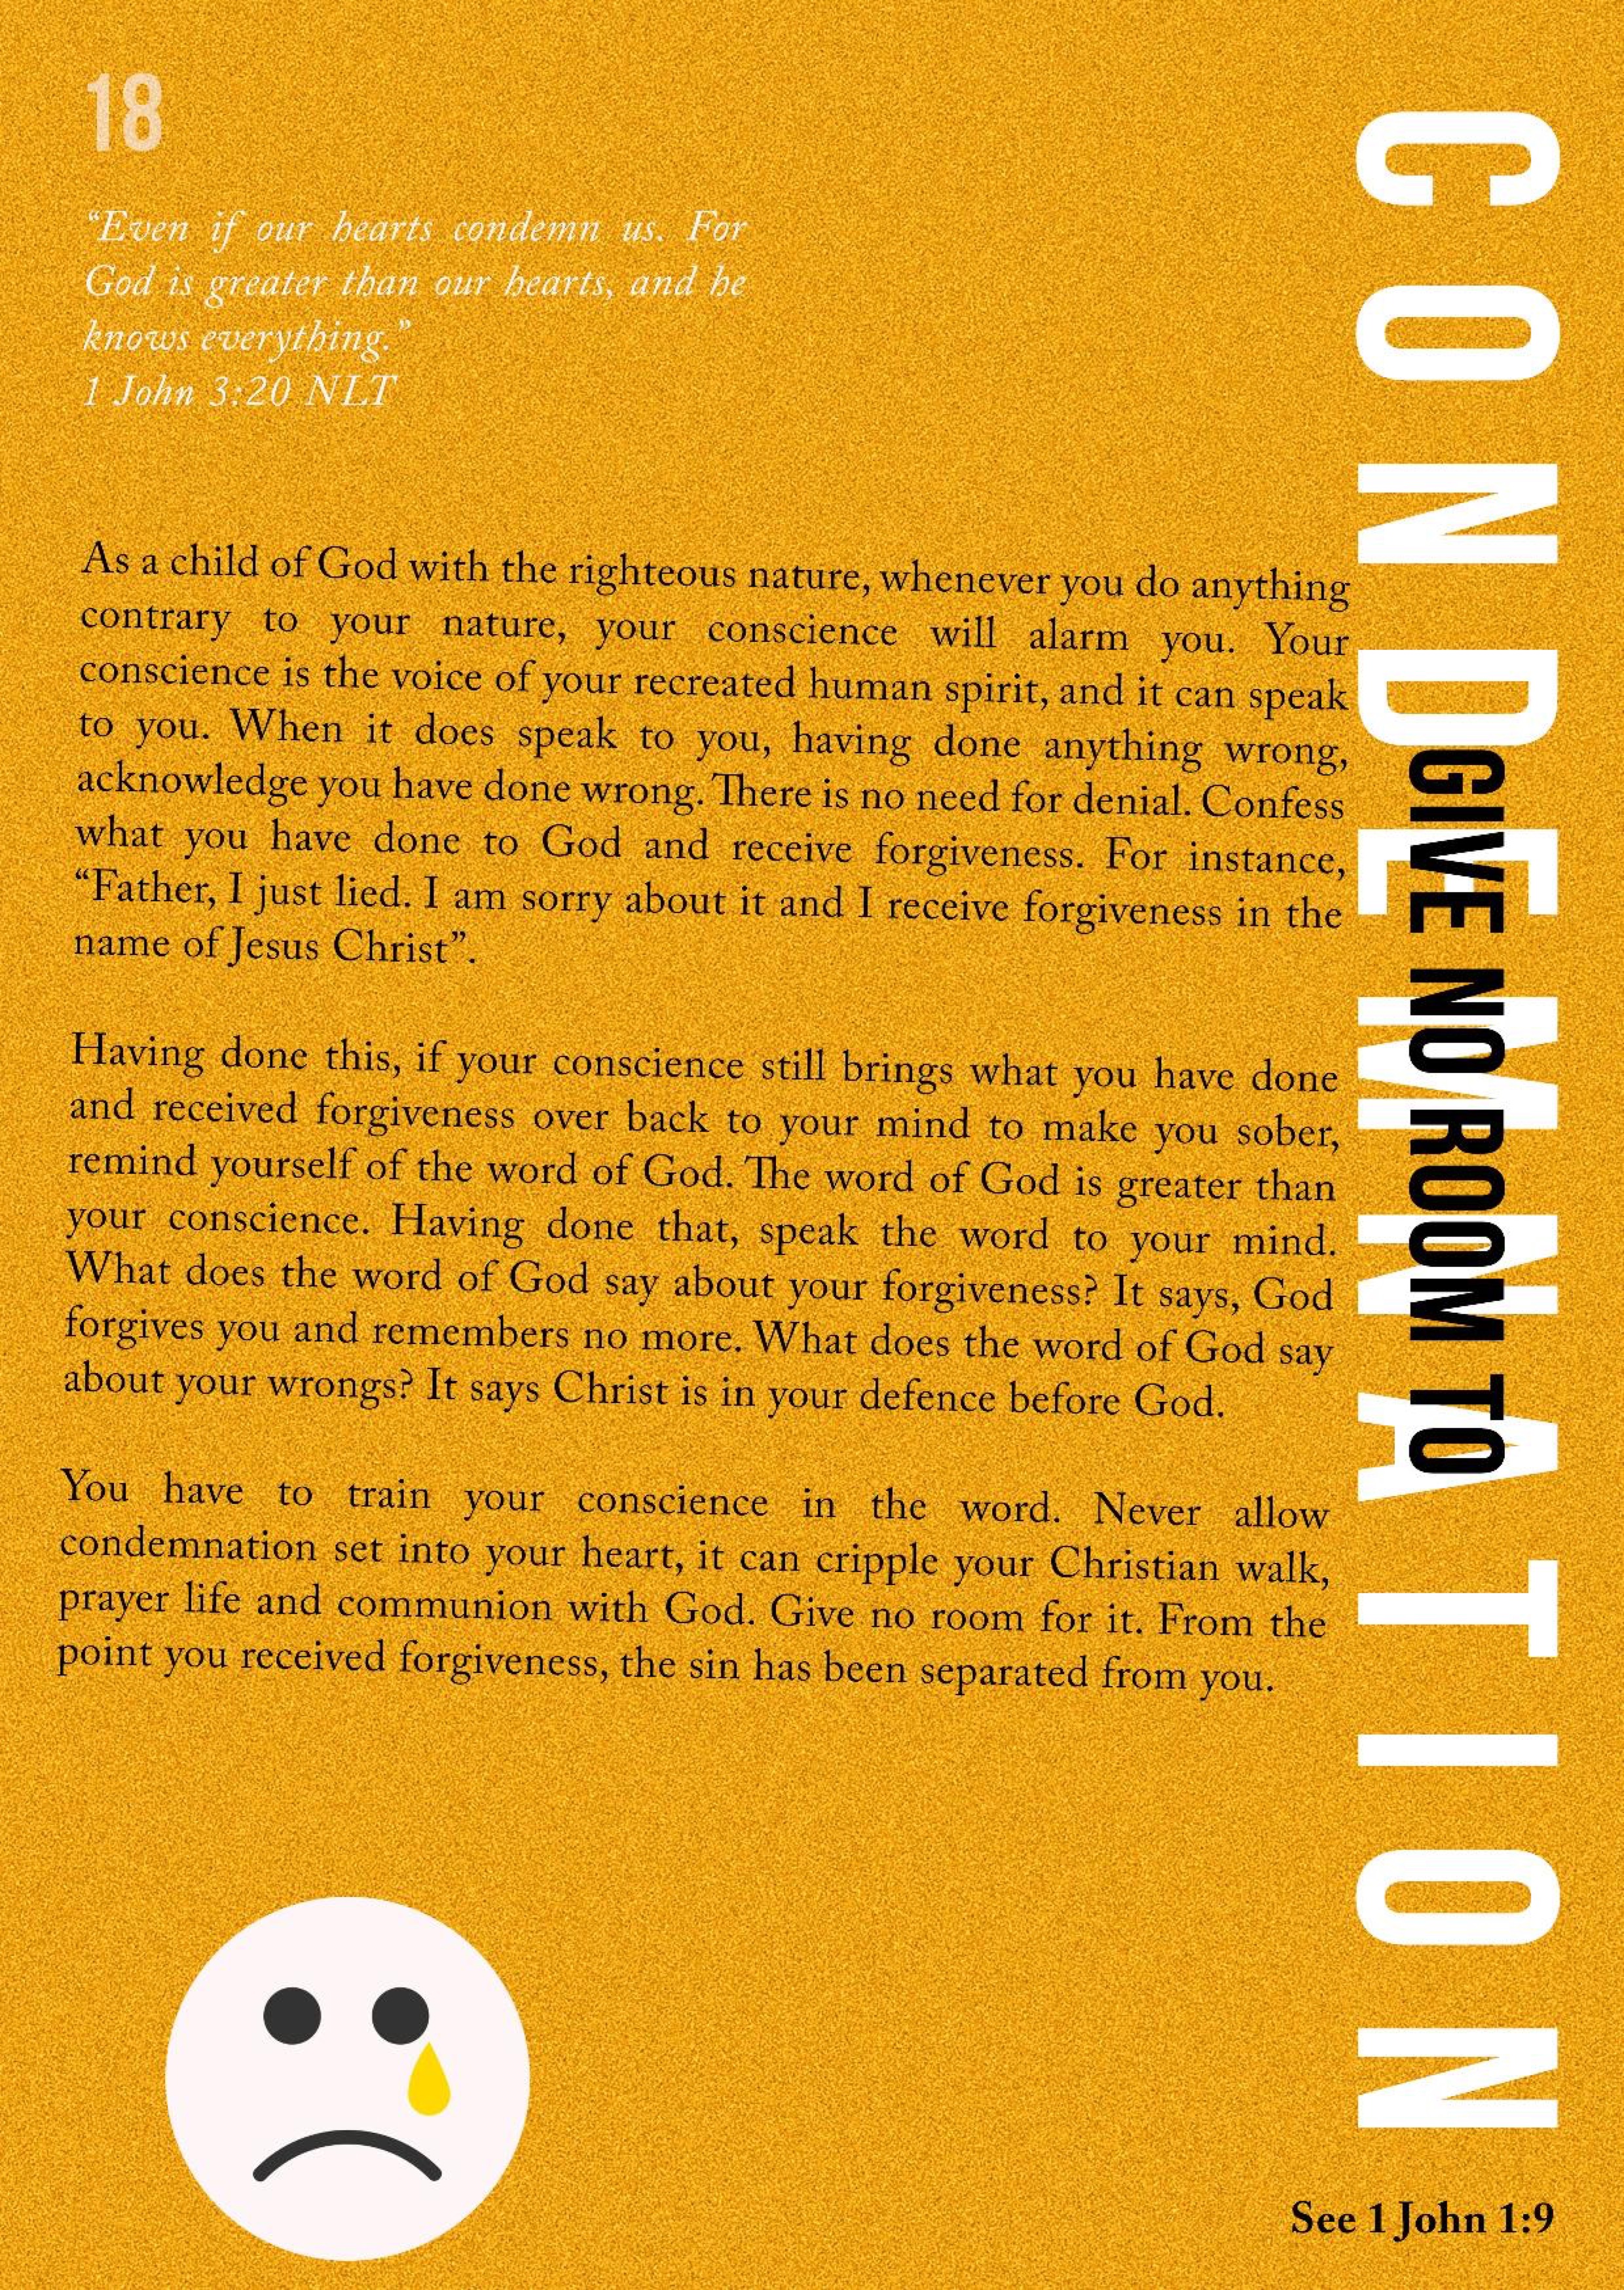 18
“Even if our hearts condemn us. For
God is greater than our hearts, and he
knows everything.”
1 John 3:20 NLT
GIVE NO ROOM TO
CONDEMNATION
As a child of God with the righteous nature, whenever you do anything
contrary to your nature, your conscience will alarm you. Your
conscience is the voice of your recreated human spirit, and it can speak
to you. When it does speak to you, having done anything wrong,
acknowledge you have done wrong. There is no need for denial. Confess
what you have done to God and receive forgiveness. For instance,
“Father, I just lied. I am sorry about it and I receive forgiveness in the
name of Jesus Christ”.
Having done this, if your conscience still brings what you have done
and received forgiveness over back to your mind to make you sober,
remind yourself of the word of God. The word of God is greater than
your conscience. Having done that, speak the word to your mind.
What does the word of God say about your forgiveness? It says, God
forgives you and remembers no more. What does the word of God say
about your wrongs? It says Christ is in your defence before God.
You have to train your conscience in the word. Never allow
condemnation set into your heart, it can cripple your Christian walk,
prayer life and communion with God. Give no room for it. From the
point you received forgiveness, the sin has been separated from you.
See 1 John 1:9